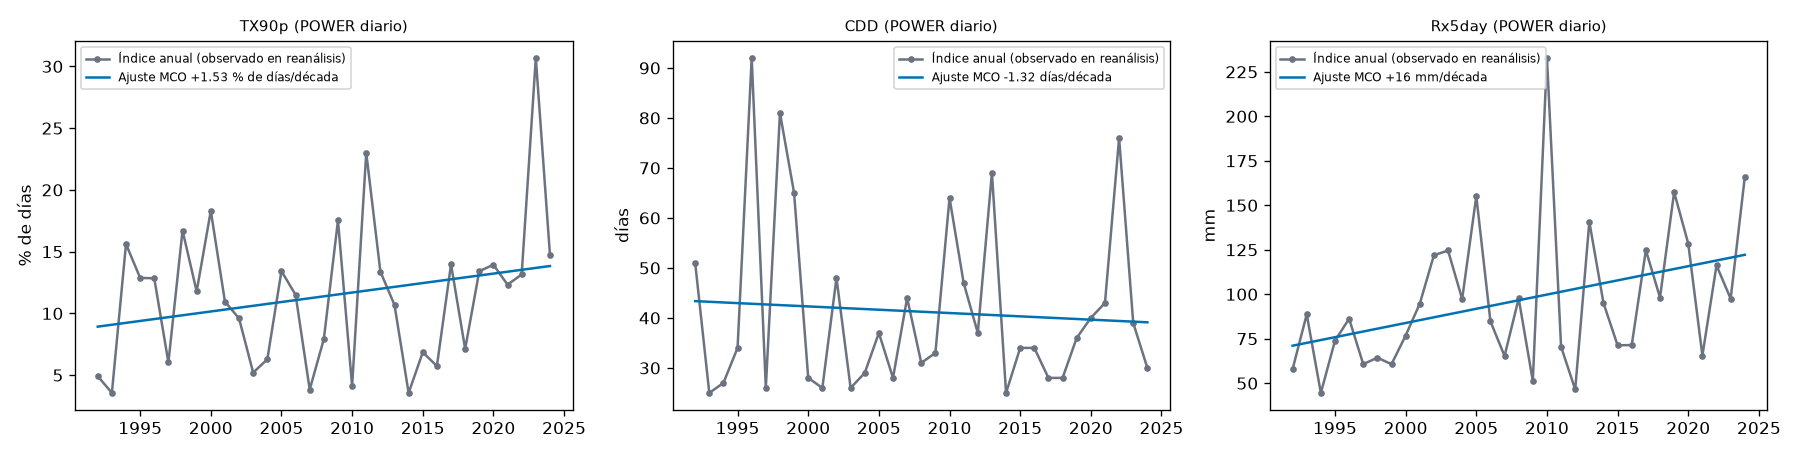 TX90p (POWER diario)
Índice anual (observado en reanálisis)
Ajuste MCO +1.53 % de días/década
% de días
30
25
20
15
10
5
1995 2000 2005 2010 2015 2020 2025
CDD (POWER diario)
Índice anual (observado en reanálisis)
Ajuste MCO -1.32 días/década
días
90
80
70
60
50
40
30
1995 2000 2005 2010 2015 2020 2025
Rx5day (POWER diario)
Índice anual (observado en reanálisis)
Ajuste MCO +16 mm/década
mm
225
200
175
150
125
100
75
50
1995 2000 2005 2010 2015 2020 2025